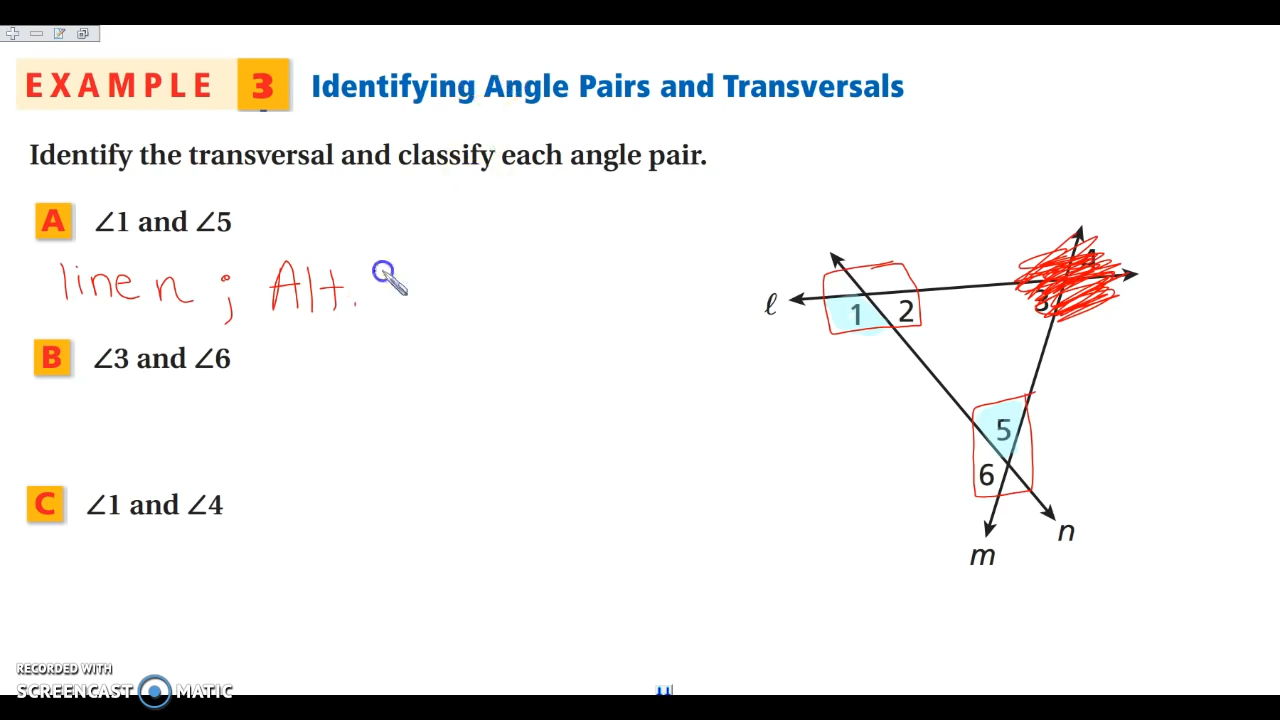 EXAMPLE 3 Identifying Angle Pairs and Transversals
Identify the transversal and classify each angle pair.
A ∠1 and ∠5
line n ; Alt.
B ∠3 and ∠6
C ∠1 and ∠4
ℓ
1 2
3
4
5
6
m
n
RECORDED WITH
SCREENCAST MATIC